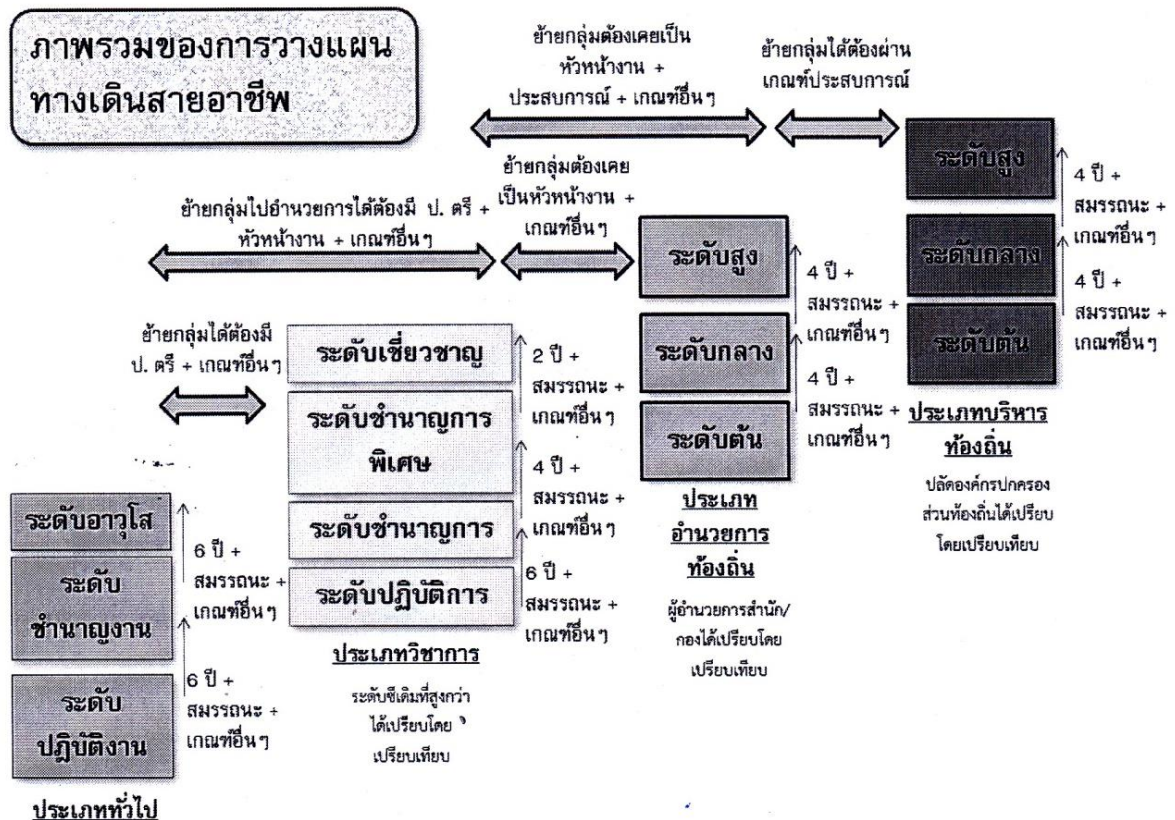 ภาพรวมของการวางแผน
ทางเดินสายอาชีพ
ย้ายกลุ่มต้องเคยเป็น
หัวหน้างาน +
ประสบการณ์ + เกณฑ์อื่นๆ
ย้ายกลุ่มได้ต้องผ่าน
เกณฑ์ประสบการณ์
ย้ายกลุ่มไปอำนวยการได้ต้องมี ป. ตรี +
หัวหน้างาน + เกณฑ์อื่นๆ
ย้ายกลุ่มต้องเคย
เป็นหัวหน้างาน +
เกณฑ์อื่นๆ
ย้ายกลุ่มได้ต้องมี
ป. ตรี + เกณฑ์อื่นๆ
ระดับอาวุโส
ระดับ
ชำนาญงาน
ระดับ
ปฎิบัติงาน
6 ปี +
สมรรถนะ +
เกณฑ์อื่นๆ
6 ปี +
สมรรถนะ +
เกณฑ์อื่นๆ
ประเภททั่วไป
ระดับเชี่ยวชาญ
ระดับชำนาญการ
พิเศษ
ระดับชำนาญการ
ระดับปฏิบัติการ
2 ปี +
สมรรถนะ +
เกณฑ์อื่นๆ
4 ปี +
สมรรถนะ +
เกณฑ์อื่นๆ
6 ปี +
สมรรถนะ +
เกณฑ์อื่นๆ
ประเภทวิชาการ
ระดับซีเดิมที่สูงกว่า
ได้เปรียบโดย
เปรียบเทียบ
ระดับสูง
ระดับกลาง
ระดับต้น
4 ปี +
สมรรถนะ +
เกณฑ์อื่นๆ
4 ปี +
สมรรถนะ +
เกณฑ์อื่นๆ
ประเภท
อำนวยการ
ท้องถิ่น
ผู้อำนวยการสำนัก/
กองได้เปรียบโดย
เปรียบเทียบ
ระดับสูง
ระดับกลาง
ระดับต้น
4 ปี +
สมรรถนะ +
เกณฑ์อื่นๆ
4 ปี +
สมรรถนะ +
เกณฑ์อื่นๆ
ประเภทบริหาร
ท้องถิ่น
ปลัดองค์กรปกครอง
ส่วนท้องถิ่นได้เปรียบ
โดยเปรียบเทียบ